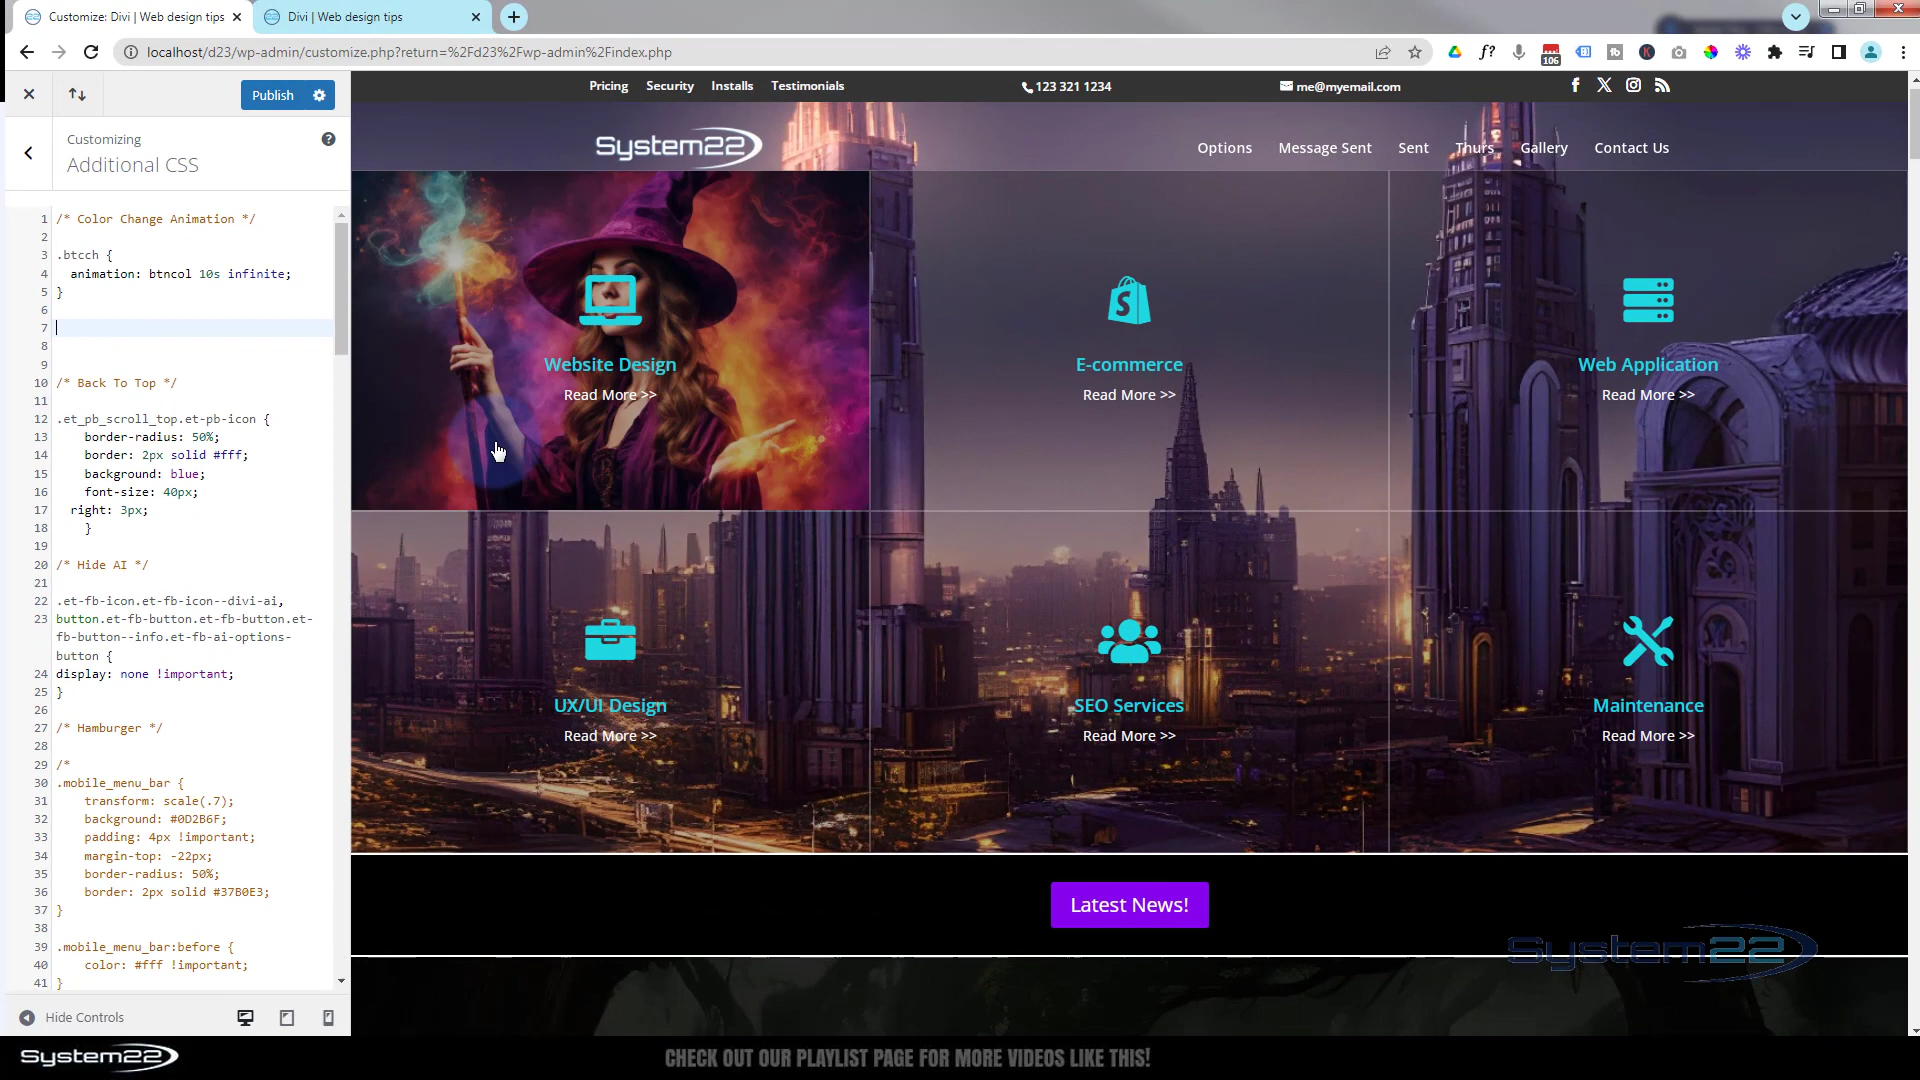 Customize: Divi | Web design tips
Divi | Web design tips
localhost/d23/wp-admin/customize.php?return=%2Fd23%2Fwp-admin%2Findex.php
f?
106
fb
K
Publish
Customizing
Additional CSS
1 /* Color Change Animation */
2
3 .btcch {
4 animation: btncol 10s infinite;
5 }
6
7
8
9
10 /* Back To Top */
11
12 .et_pb_scroll_top.et-pb-icon {
13 border-radius: 50%;
14 border: 2px solid #fff;
15 background: blue;
16 font-size: 40px;
17 right: 3px;
18 }
19
20 /* Hide AI */
21
22 .et-fb-icon.et-fb-icon--divi-ai,
23 button.et-fb-button.et-fb-button.et-
fb-button--info.et-fb-ai-options-
button {
24 display: none !important;
25 }
26
27 /* Hamburger */
28
29 /*
30 .mobile_menu_bar {
31 transform: scale(.7);
32 background: #0D2B6F;
33 padding: 4px !important;
34 margin-top: -22px;
35 border-radius: 50%;
36 border: 2px solid #37B0E3;
37 }
38
39 .mobile_menu_bar:before {
40 color: #fff !important;
41 }
Hide Controls
Pricing Security Installs Testimonials
123 321 1234
me@myemail.com
System22
Options Message Sent Sent Thurs Gallery Contact Us
Website Design
Read More >>
E-commerce
Read More >>
Web Application
Read More >>
UX/UI Design
Read More >>
SEO Services
Read More >>
Maintenance
Read More >>
Latest News!
System22
System22
CHECK OUT OUR PLAYLIST PAGE FOR MORE VIDEOS LIKE THIS!